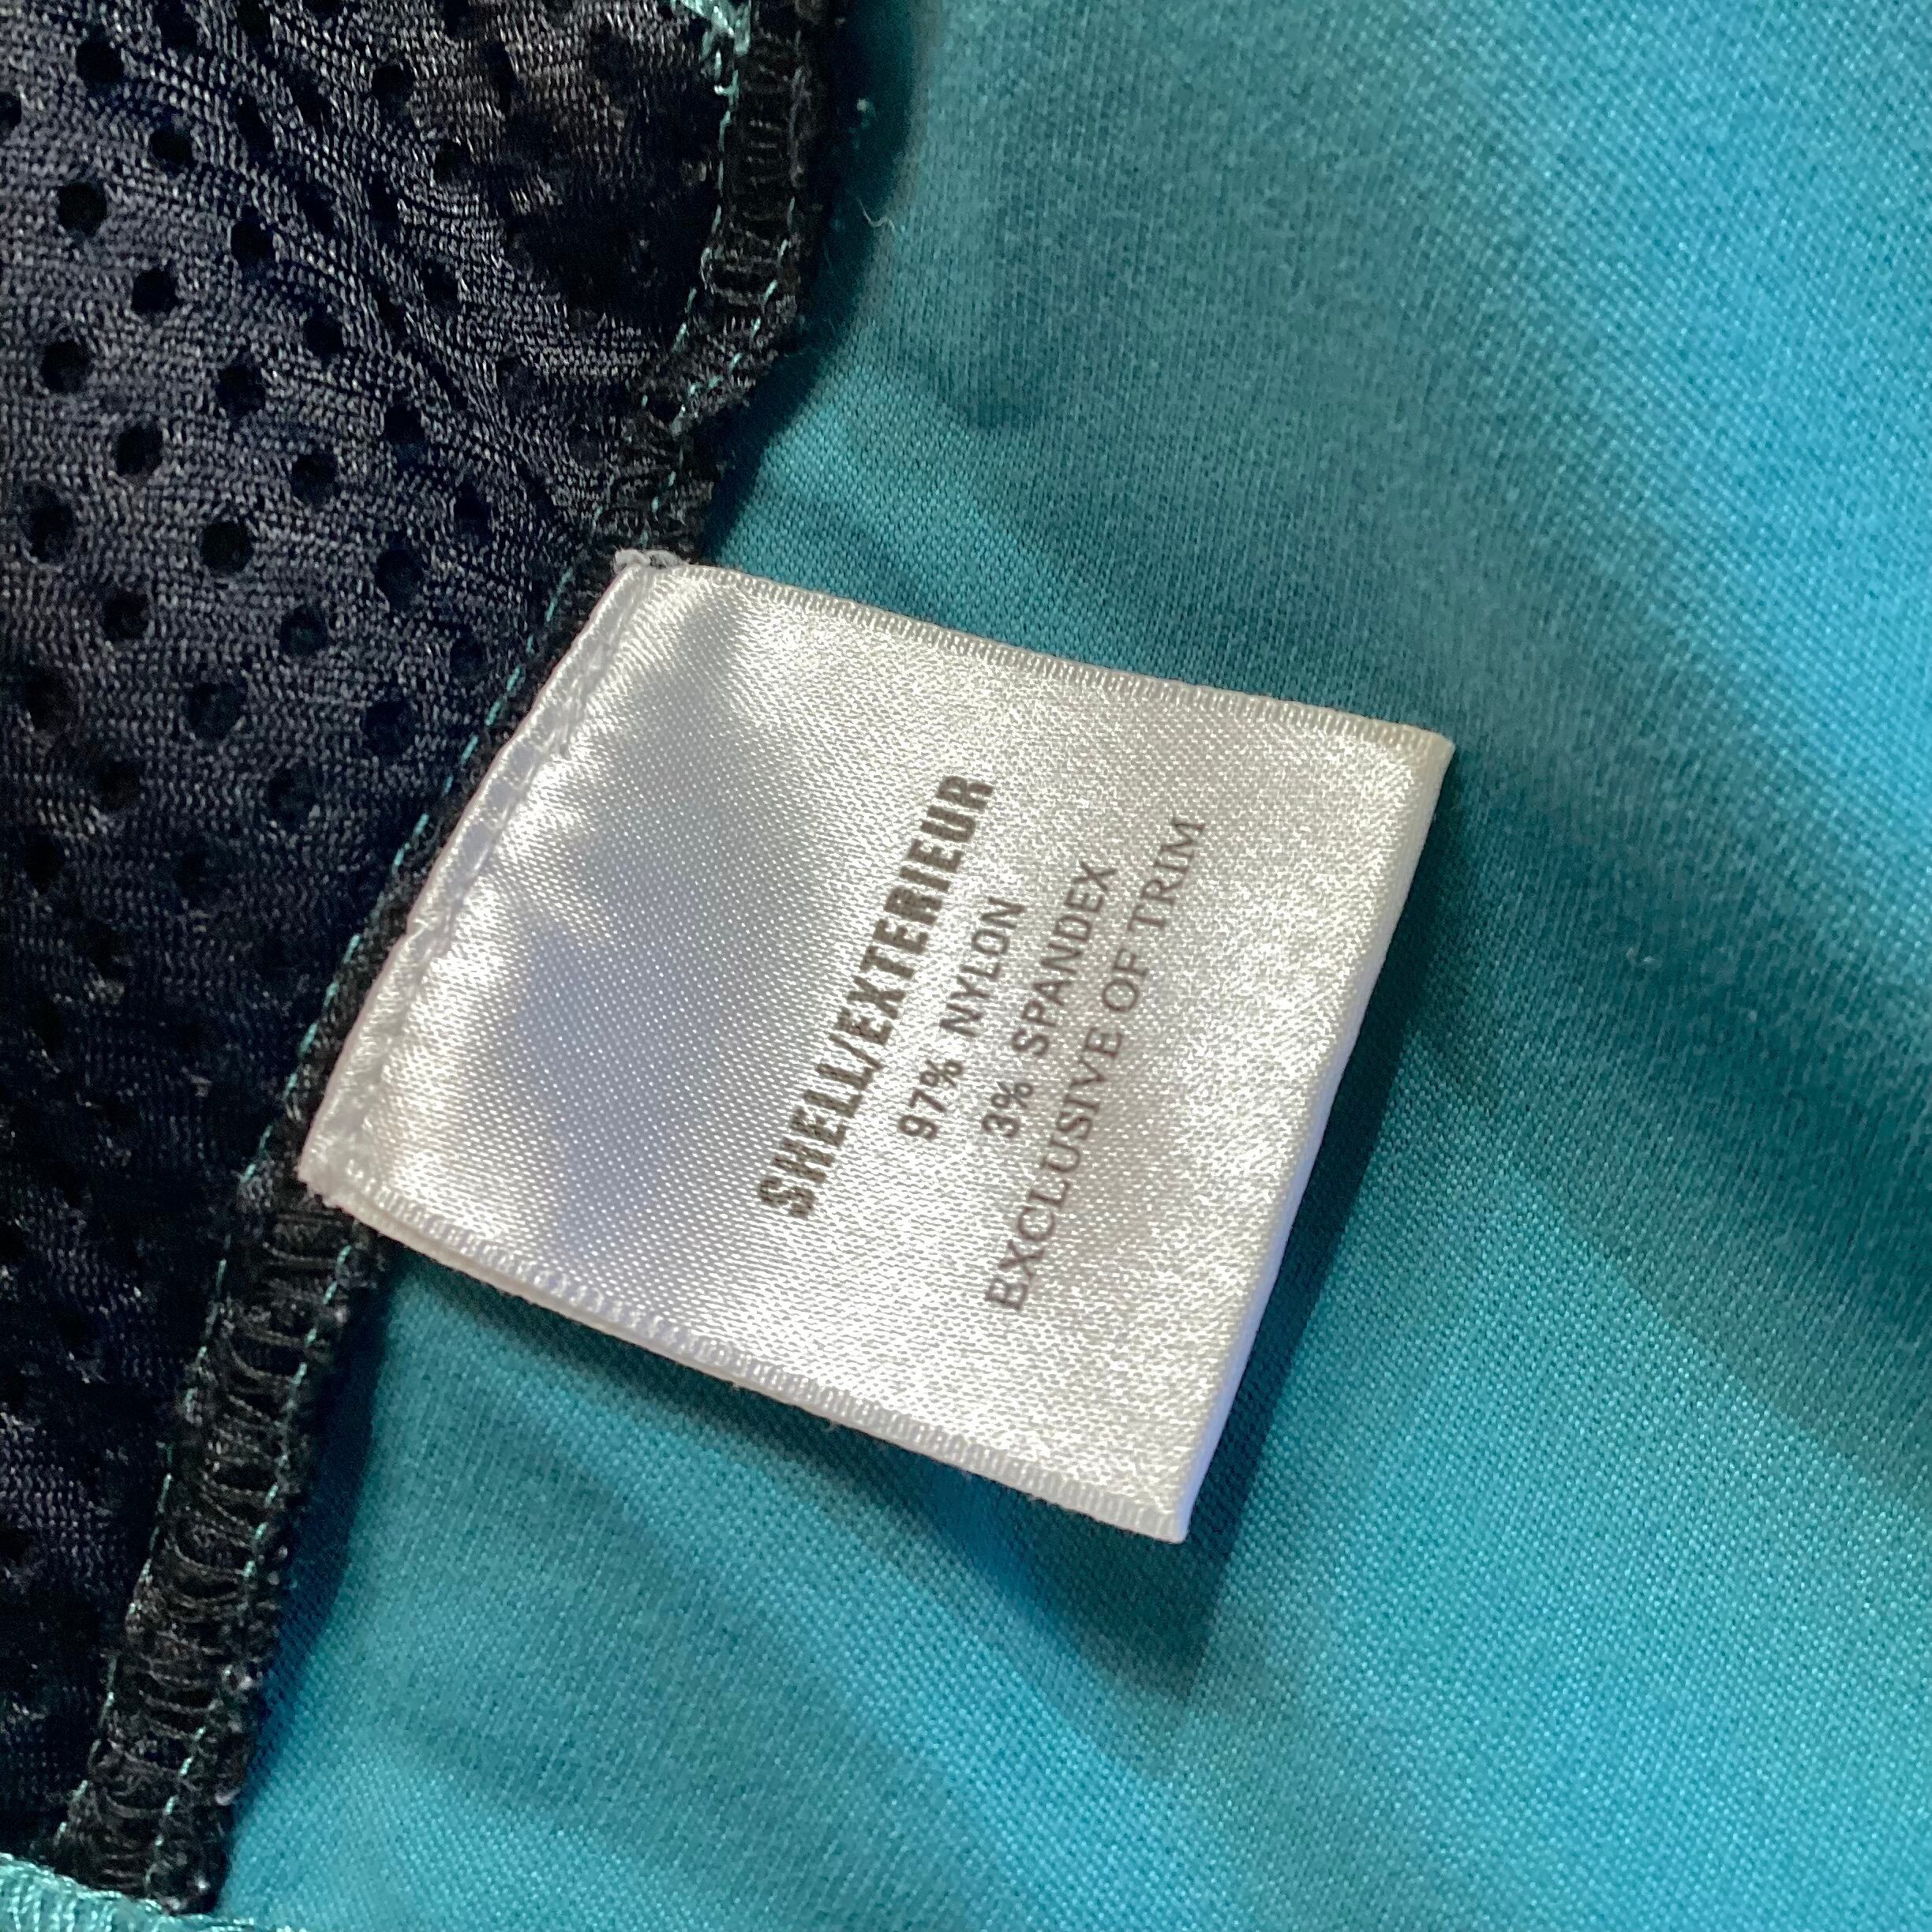 SHELL/EXTERIEUR
97% NYLON
3% SPANDEX
EXCLUSIVE OF TRIM